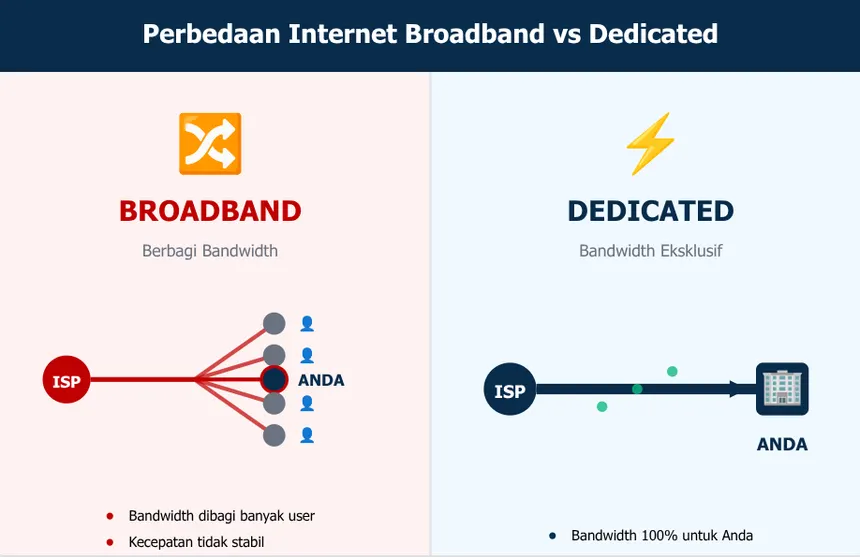 Perbedaan Internet Broadband vs Dedicated
BROADBAND
Berbagi Bandwidth
ISP
ANDA
Bandwidth dibagi banyak user
Kecepatan tidak stabil
DEDICATED
Bandwidth Eksklusif
ISP
ANDA
Bandwidth 100% untuk Anda